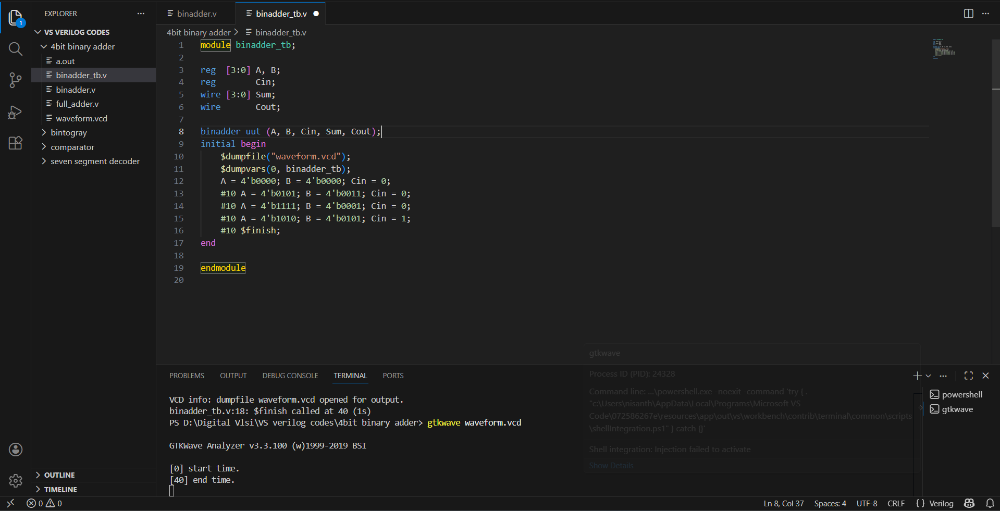 EXPLORER
VS VERILOG CODES
4bit binary adder
a.out
binadder_tb.v
binadder.v
full_adder.v
waveform.vcd
bintogray
comparator
seven segment decoder
OUTLINE
TIMELINE
1
binadder.v
binadder_tb.v
4bit binary adder > binadder_tb.v
1 module binadder_tb;
2
3 reg  [3:0] A, B;
4 reg        Cin;
5 wire [3:0] Sum;
6 wire       Cout;
7
8 binadder uut (A, B, Cin, Sum, Cout);
9 initial begin
10     $dumpfile("waveform.vcd");
11     $dumpvars(0, binadder_tb);
12     A = 4'b0000; B = 4'b0000; Cin = 0;
13     #10 A = 4'b0101; B = 4'b0011; Cin = 0;
14     #10 A = 4'b1111; B = 4'b0001; Cin = 0;
15     #10 A = 4'b1010; B = 4'b0101; Cin = 1;
16     #10 $finish;
17 end
18
19 endmodule
20
PROBLEMS OUTPUT DEBUG CONSOLE TERMINAL PORTS
VCD info: dumpfile waveform.vcd opened for output.
binadder_tb.v:18: $finish called at 40 (1s)
PS D:\Digital Vlsi\VS verilog codes\4bit binary adder> gtkwave waveform.vcd
GTKWave Analyzer v3.3.100 (w)1999-2019 BSI
[0] start time.
[40] end time.
gtkwave
Process ID (PID): 24328
Command line: ...\powershell.exe -noexit -command 'try { .
"c:\Users\nisanth\AppData\Local\Programs\Microsoft VS
Code\072586267e\resources\app\out\vs\workbench\contrib\terminal\common\scripts
\shellIntegration.ps1" } catch {}'
Shell integration: Injection failed to activate
Show Details
powershell
gtkwave
0 0
Ln 8, Col 37 Spaces: 4 UTF-8 CRLF {} Verilog